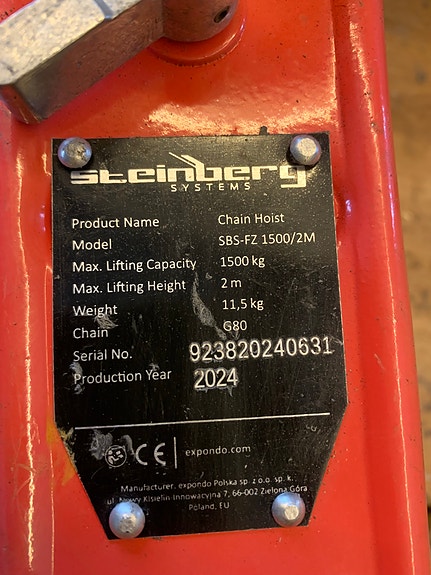 steinberg
SYSTEMS
Product Name Chain Hoist
Model SBS-FZ 1500/2M
Max. Lifting Capacity 1500 kg
Max. Lifting Height 2 m
Weight 11,5 kg
Chain G80
Serial No. 923820240631
Production Year 2024
CE expondo.com
Manufacturer: expondo Polska sp. z o.o. sp. k.
ul. Nowy Kisielin-Innowacyjna 7, 66-002 Zielona Góra
Poland, EU